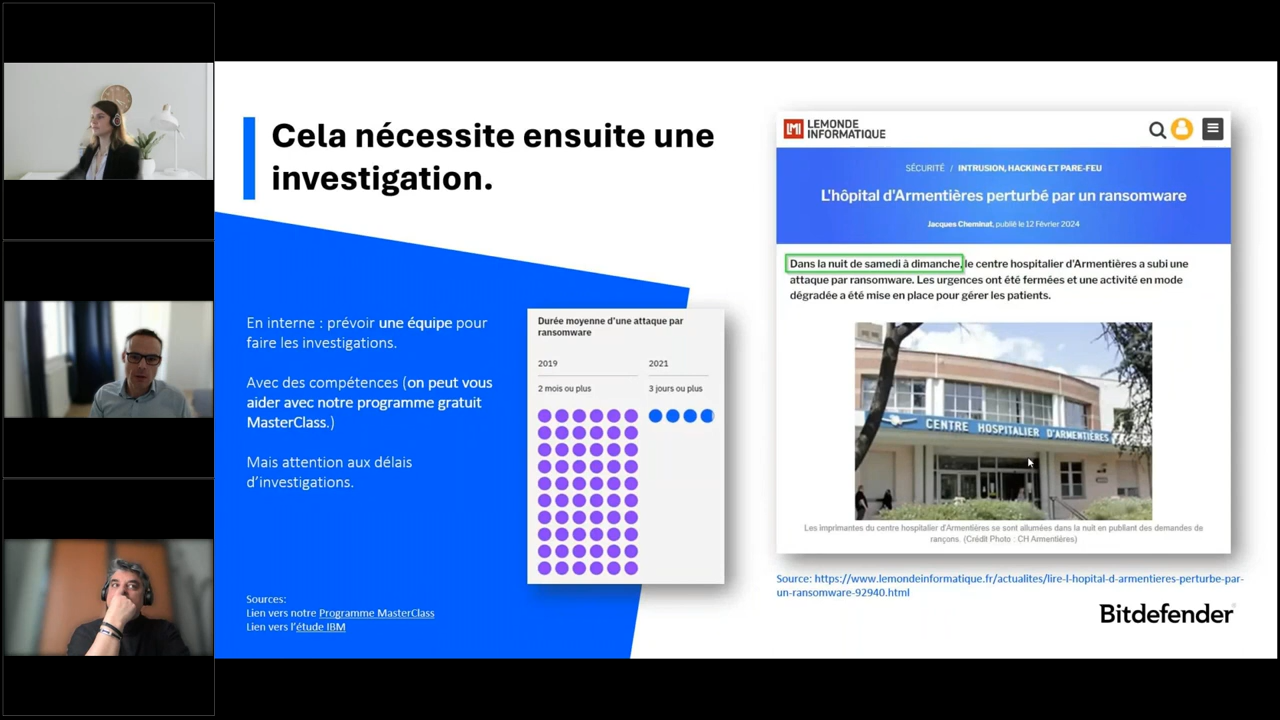 Cela nécessite ensuite une
investigation.
En interne : prévoir une équipe pour
faire les investigations.
Avec des compétences (on peut vous
aider avec notre programme gratuit
MasterClass.)
Mais attention aux délais
d'investigations.
Sources:
Lien vers notre Programme MasterClass
Lien vers l'étude IBM
Durée moyenne d'une attaque par
ransomware
2019
2021
2 mois ou plus
3 jours ou plus
LMI
LEMONDE
INFORMATIQUE
SÉCURITÉ / INTRUSION, HACKING ET PARE-FEU
L'hôpital d'Armentières perturbé par un ransomware
Jacques Cheminat, publié le 12 Février 2024
Dans la nuit de samedi à dimanche, le centre hospitalier d'Armentières a subi une
attaque par ransomware. Les urgences ont été fermées et une activité en mode
dégradée a été mise en place pour gérer les patients.
CENTRE HOSPITALIER D'ARMENTIÈRES
Les imprimantes du centre hospitalier d'Armentières se sont allumées dans la nuit en publiant des demandes de
rançons. (Crédit Photo : CH Armentières)
Source: https://www.lemondeinformatique.fr/actualites/lire-l-hopital-d-armentieres-perturbe-par-
un-ransomware-92940.html
Bitdefender